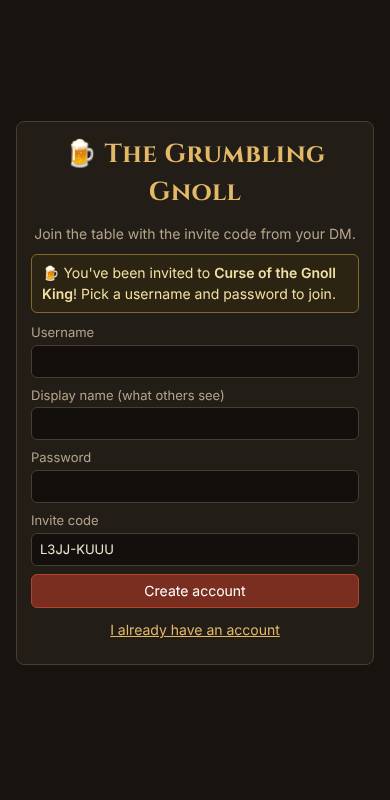 🍺 The Grumbling
Gnoll
Join the table with the invite code from your DM.
🍺 You've been invited to Curse of the Gnoll
King! Pick a username and password to join.
Username
Display name (what others see)
Password
Invite code
L3JJ-KUUU
Create account
I already have an account